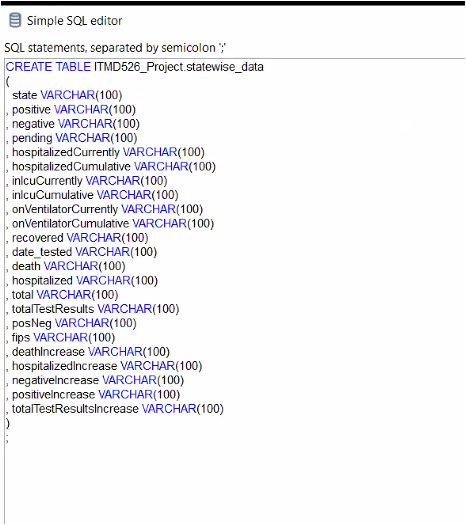 Simple SQL editor
SQL statements, separated by semicolon ';'
CREATE TABLE ITMD526_Project.statewise_data
(
state VARCHAR(100)
, positive VARCHAR(100)
, negative VARCHAR(100)
, pending VARCHAR(100)
, hospitalizedCurrently VARCHAR(100)
, hospitalizedCumulative VARCHAR(100)
, inIcuCurrently VARCHAR(100)
, inIcuCumulative VARCHAR(100)
, onVentilatorCurrently VARCHAR(100)
, onVentilatorCumulative VARCHAR(100)
, recovered VARCHAR(100)
, date_tested VARCHAR(100)
, death VARCHAR(100)
, hospitalized VARCHAR(100)
, total VARCHAR(100)
, totalTestResults VARCHAR(100)
, posNeg VARCHAR(100)
, fips VARCHAR(100)
, deathIncrease VARCHAR(100)
, hospitalizedIncrease VARCHAR(100)
, negativeIncrease VARCHAR(100)
, positiveIncrease VARCHAR(100)
, totalTestResultsIncrease VARCHAR(100)
)
;